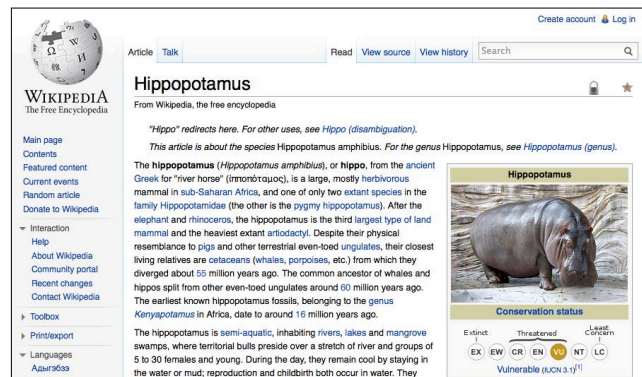 Create account Log in
WIKIPEDIA
The Free Encyclopedia
Main page
Contents
Featured content
Current events
Random article
Donate to Wikipedia
Interaction
Help
About Wikipedia
Community portal
Recent changes
Contact Wikipedia
Toolbox
Print/export
Languages
Адыгэбзэ
Article Talk Read View source View history Search
Hippopotamus
From Wikipedia, the free encyclopedia
"Hippo" redirects here. For other uses, see Hippo (disambiguation).
This article is about the species Hippopotamus amphibius. For the genus Hippopotamus, see Hippopotamus (genus).
The hippopotamus (Hippopotamus amphibius), or hippo, from the ancient
Greek for "river horse" (ἱπποπόταμος), is a large, mostly herbivorous
mammal in sub-Saharan Africa, and one of only two extant species in the
family Hippopotamidae (the other is the pygmy hippopotamus). After the
elephant and rhinoceros, the hippopotamus is the third largest type of land
mammal and the heaviest extant artiodactyl. Despite their physical
resemblance to pigs and other terrestrial even-toed ungulates, their closest
living relatives are cetaceans (whales, porpoises, etc.) from which they
diverged about 55 million years ago. The common ancestor of whales and
hippos split from other even-toed ungulates around 60 million years ago.
The earliest known hippopotamus fossils, belonging to the genus
Kenyapotamus in Africa, date to around 16 million years ago.
The hippopotamus is semi-aquatic, inhabiting rivers, lakes and mangrove
swamps, where territorial bulls preside over a stretch of river and groups of
5 to 30 females and young. During the day, they remain cool by staying in
the water or mud; reproduction and childbirth both occur in water. They
Hippopotamus
Conservation status
Extinct Threatened Least Concern
EX EW CR EN VU NT LC
Vulnerable (IUCN 3.1)[1]